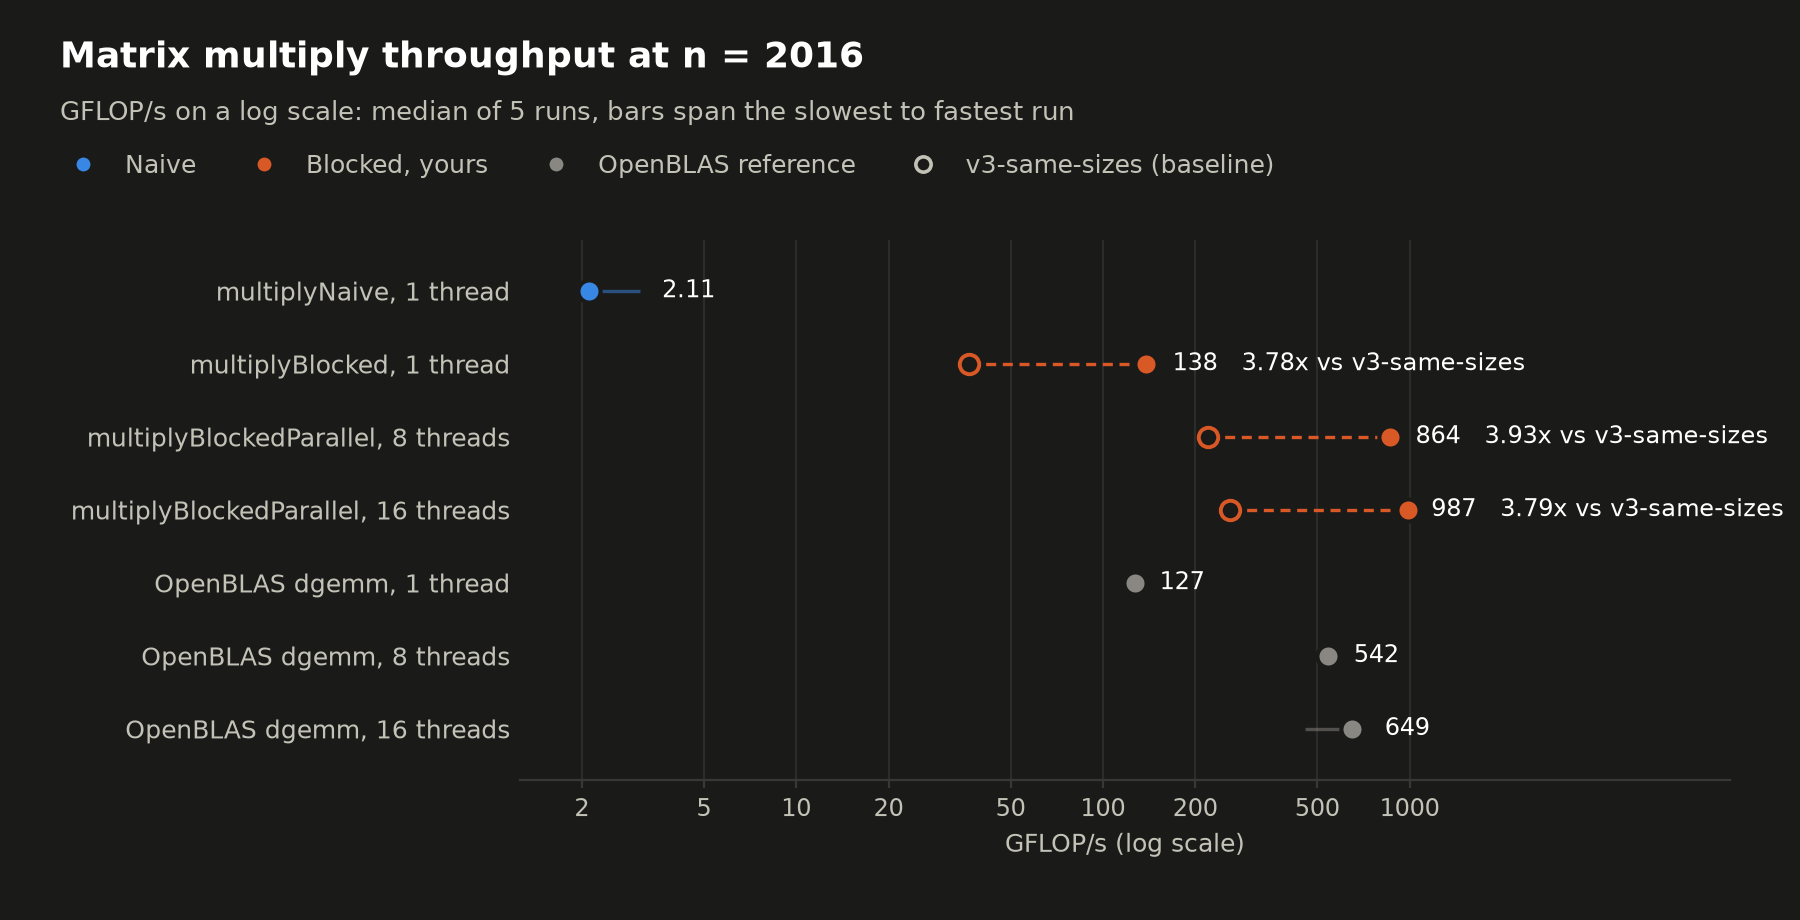 Matrix multiply throughput at n = 2016
GFLOP/s on a log scale: median of 5 runs, bars span the slowest to fastest run
Naive Blocked, yours OpenBLAS reference v3-same-sizes (baseline)
multiplyNaive, 1 thread 2.11
multiplyBlocked, 1 thread 138 3.78x vs v3-same-sizes
multiplyBlockedParallel, 8 threads 864 3.93x vs v3-same-sizes
multiplyBlockedParallel, 16 threads 987 3.79x vs v3-same-sizes
OpenBLAS dgemm, 1 thread 127
OpenBLAS dgemm, 8 threads 542
OpenBLAS dgemm, 16 threads 649
2 5 10 20 50 100 200 500 1000
GFLOP/s (log scale)